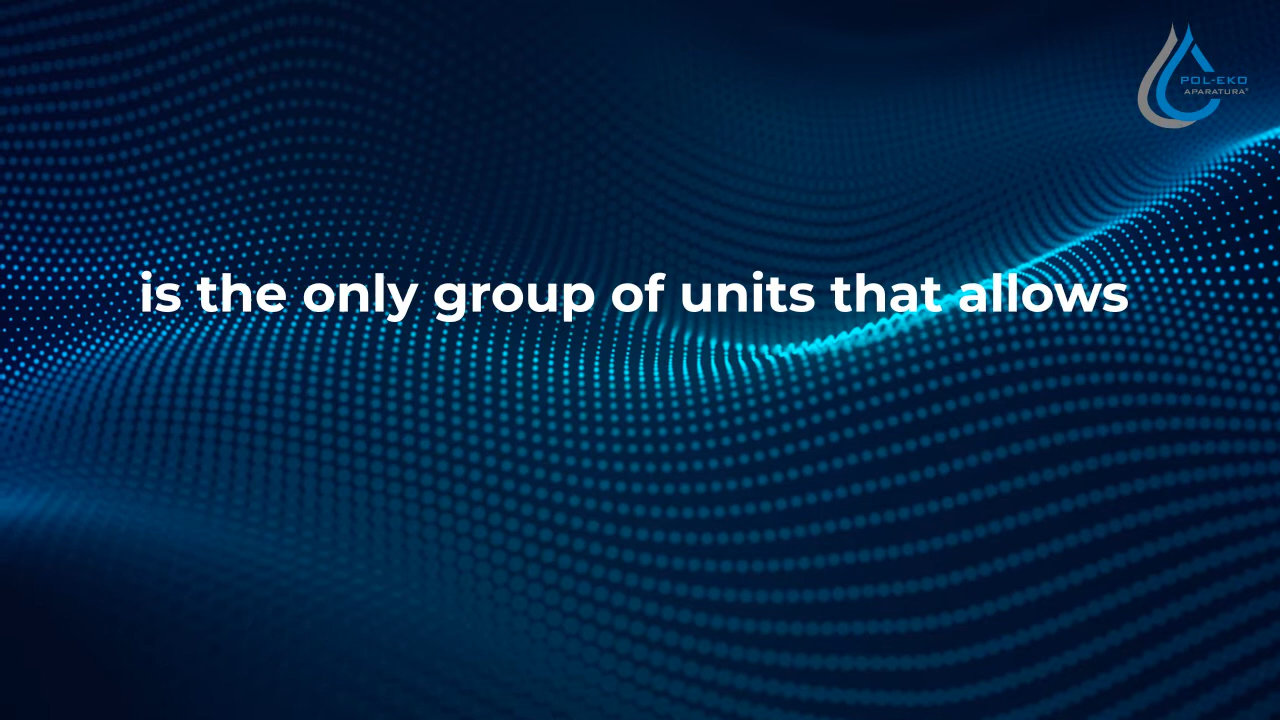 POL-EKO
APARATURA®
is the only group of units that allows